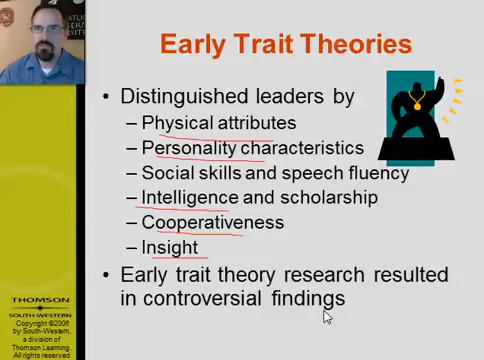 Early Trait Theories
• Distinguished leaders by
– Physical attributes
– Personality characteristics
– Social skills and speech fluency
– Intelligence and scholarship
– Cooperativeness
– Insight
• Early trait theory research resulted
in controversial findings
THOMSON
SOUTH-WESTERN
Copyright ©2006
by South-Western,
a division of
Thomson Learning.
All rights reserved